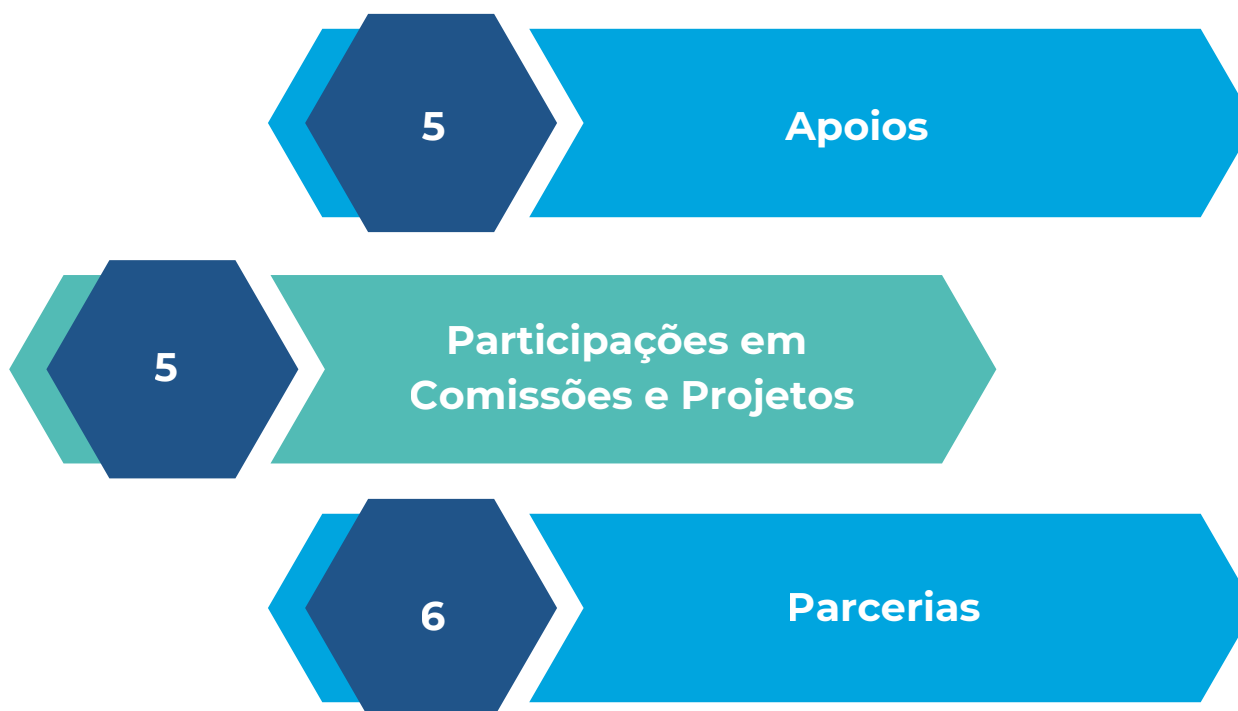 5
Apoios
5
Participações em
Comissões e Projetos
6
Parcerias